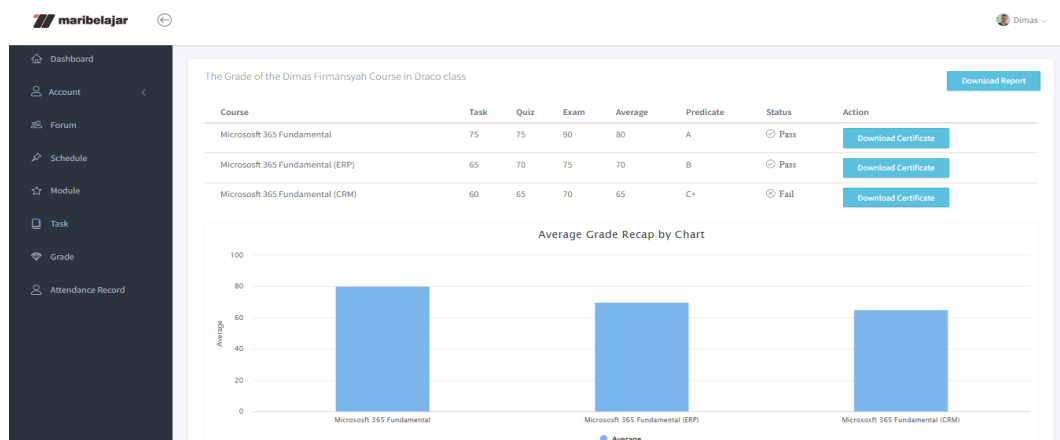 maribelajar
Dimas
Dashboard
Account
Forum
Schedule
Module
Task
Grade
Attendance Record
The Grade of the Dimas Firmansyah Course in Draco class
Download Report
Course Task Quiz Exam Average Predicate Status Action
Micrososft 365 Fundamental 75 75 90 80 A Pass Download Certificate
Micrososft 365 Fundamental (ERP) 65 70 75 70 B Pass Download Certificate
Micrososft 365 Fundamental (CRM) 60 65 70 65 C+ Fail Download Certificate
Average Grade Recap by Chart
100
80
60
40
20
0
Average
Micrososft 365 Fundamental Micrososft 365 Fundamental (ERP) Micrososft 365 Fundamental (CRM)
Average